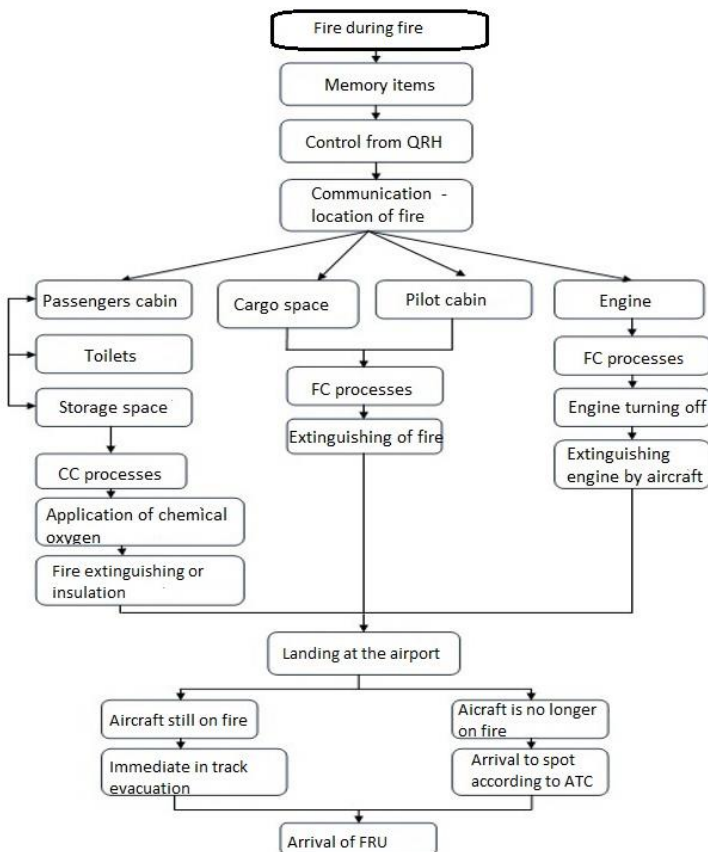 Fire during fire
Memory items
Control from QRH
Communication -
location of fire
Passengers cabin
Cargo space
Pilot cabin
Engine
Toilets
FC processes
Storage space
FC processes
Engine turning off
Extinguishing of fire
CC processes
Extinguishing
engine by aircraft
Application of chemical
oxygen
Fire extinguishing or
insulation
Landing at the airport
Aircraft still on fire
Aicraft is no longer
on fire
Immediate in track
evacuation
Arrival to spot
according to ATC
Arrival of FRU